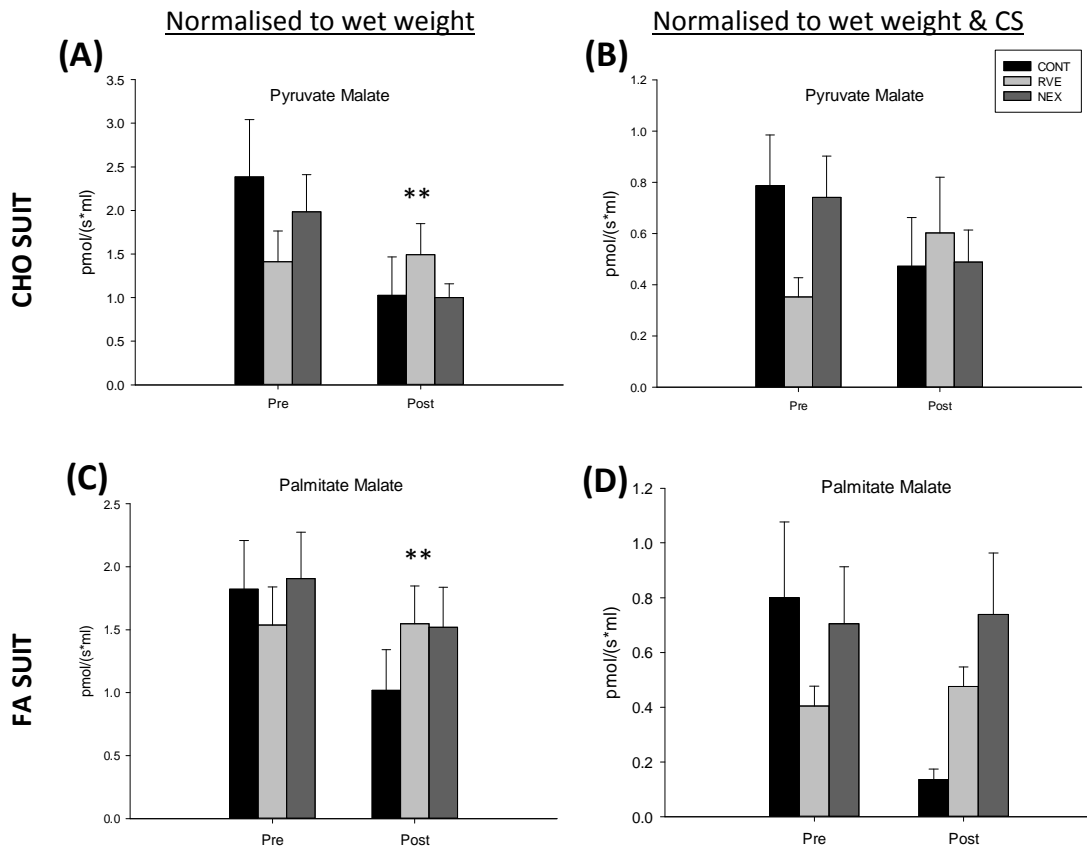 Normalised to wet weight
Normalised to wet weight & CS
(A)
Pyruvate Malate
3.5
3.0
2.5
2.0
1.5
1.0
0.5
0.0
pmol/(s*ml)
**
Pre
Post
CHO SUIT
(B)
Pyruvate Malate
CONT
RVE
NEX
1.2
1.0
0.8
0.6
0.4
0.2
0.0
pmol/(s*ml)
Pre
Post
(C)
Palmitate Malate
2.5
2.0
1.5
1.0
0.5
0.0
pmol/(s*ml)
**
Pre
Post
FA SUIT
(D)
Palmitate Malate
1.2
1.0
0.8
0.6
0.4
0.2
0.0
pmol/(s*ml)
Pre
Post